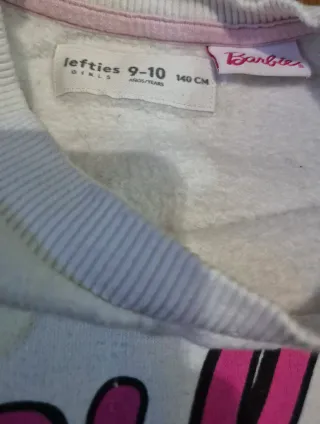 lefties 9-10 140 CM
GIRLS AÑOS/YEARS
Barbie